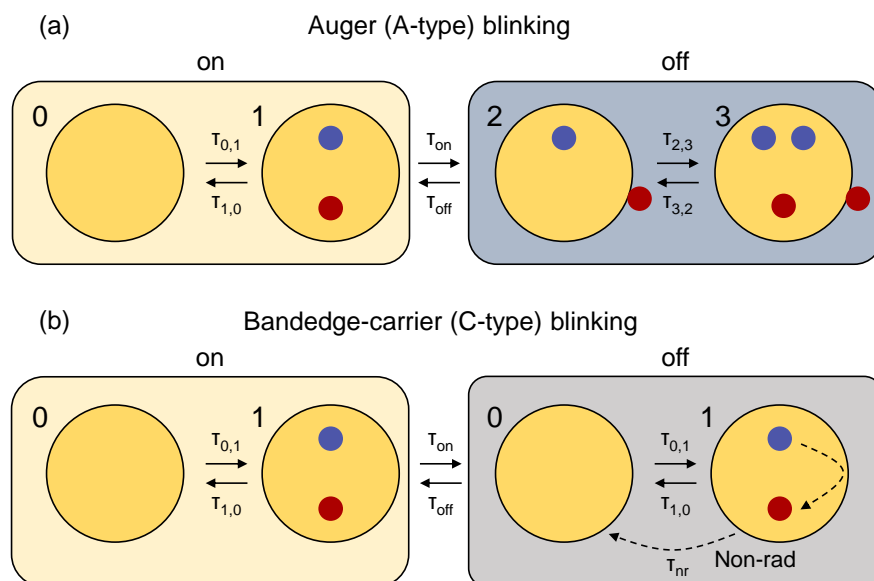 (a) Auger (A-type) blinking
on off
0 1 2 3
τ0,1 τon τ2,3
τ1,0 τoff τ3,2
(b) Bandedge-carrier (C-type) blinking
on off
0 1 0 1
τ0,1 τon τ0,1
τ1,0 τoff τ1,0
τnr Non-rad